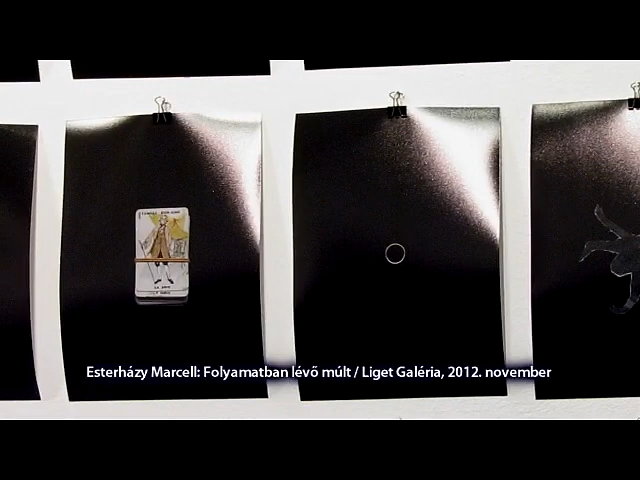 Esterházy Marcell: Folyamatban lévő múlt / Liget Galéria, 2012. november